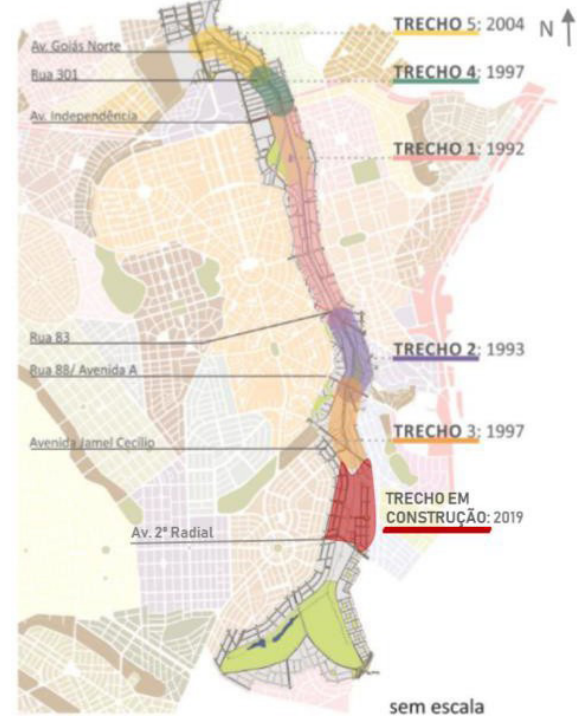 TRECHO 5: 2004
N
Av. Goiás Norte
Rua 301
TRECHO 4: 1997
Av. Independência
TRECHO 1: 1992
Rua 83
TRECHO 2: 1993
Rua 88/ Avenida A
TRECHO 3: 1997
Avenida Jamel Cecílio
TRECHO EM
CONSTRUÇÃO: 2019
Av. 2ª Radial
sem escala